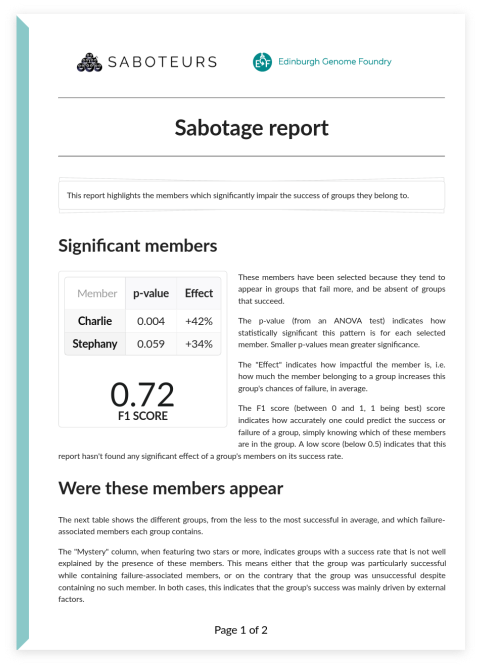 SABOTEURS
EGF Edinburgh Genome Foundry
Sabotage report
This report highlights the members which significantly impair the success of groups they belong to.
Significant members
Member p-value Effect
Charlie 0.004 +42%
Stephany 0.059 +34%
0.72
F1 SCORE
These members have been selected because they tend to
appear in groups that fail more, and be absent of groups
that succeed.
The p-value (from an ANOVA test) indicates how
statistically significant this pattern is for each selected
member. Smaller p-values mean greater significance.
The "Effect" indicates how impactful the member is, i.e.
how much the member belonging to a group increases this
group's chances of failure, in average.
The F1 score (between 0 and 1, 1 being best) score
indicates how accurately one could predict the success or
failure of a group, simply knowing which of these members
are in the group. A low score (below 0.5) indicates that this
report hasn't found any significant effect of a group's members on its success rate.
Were these members appear
The next table shows the different groups, from the less to the most successful in average, and which failure-
associated members each group contains.
The "Mystery" column, when featuring two stars or more, indicates groups with a success rate that is not well
explained by the presence of these members. This means either that the group was particularly successful
while containing failure-associated members, or on the contrary that the group was unsuccessful despite
containing no such member. In both cases, this indicates that the group's success was mainly driven by external
factors.
Page 1 of 2